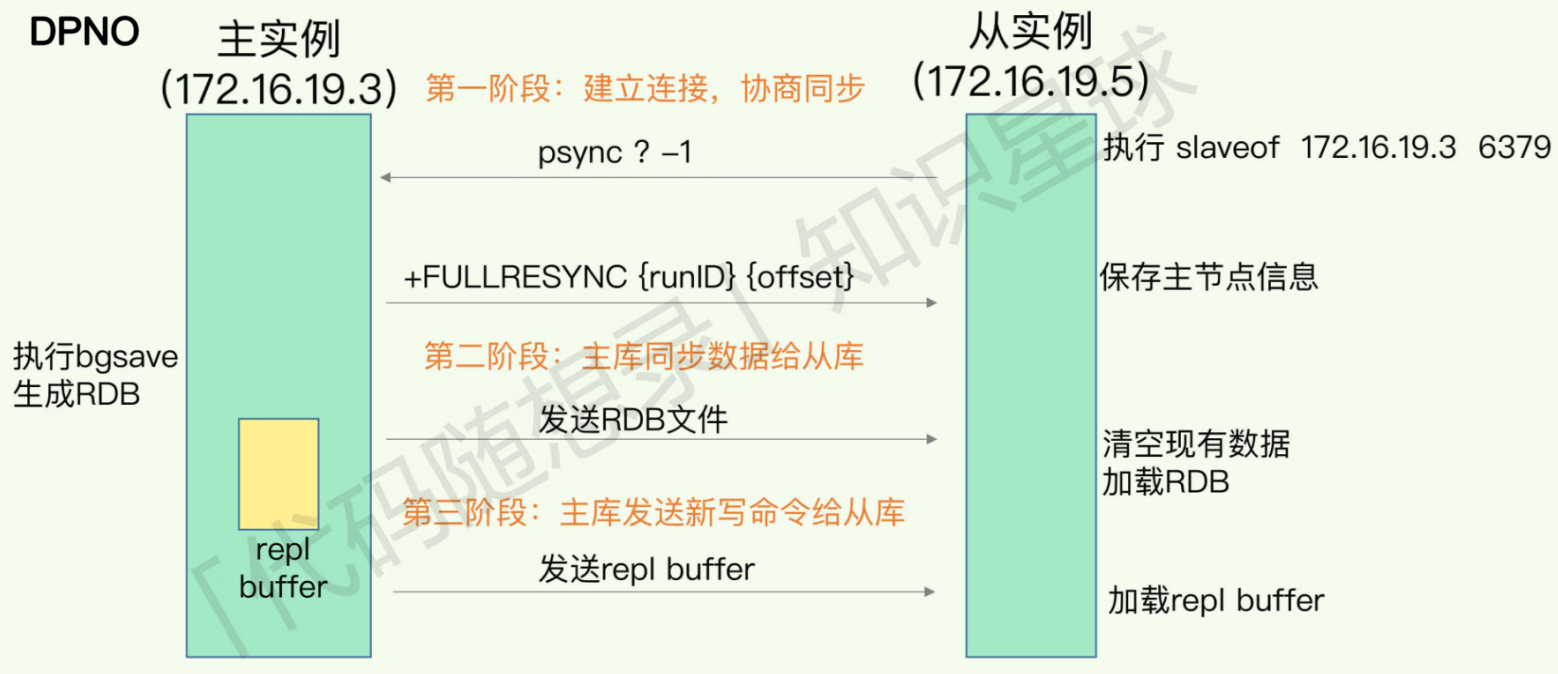 DPNO
主实例
(172.16.19.3)
从实例
(172.16.19.5)
第一阶段：建立连接，协商同步
执行 slaveof 172.16.19.3 6379
psync ? –1
+FULLRESYNC {runID} {offset}
保存主节点信息
第二阶段：主库同步数据给从库
执行bgsave
生成RDB
发送RDB文件
清空现有数据
加载RDB
第三阶段：主库发送新写命令给从库
repl
buffer
发送repl buffer
加载repl buffer
「代码随想录」知识星球